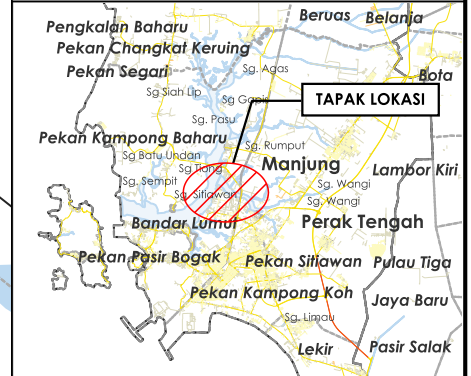 Beruas
Belanja
Pengkalan Baharu
Pekan Changkat Keruing
Pekan Segari
Sg. Agas
Bota
Sg Siah Lip
Sg Gapis
TAPAK LOKASI
Sg. Pasu
Pekan Kampong Baharu
Sg. Rumput
Sg Batu Undan
Manjung
Sg Tiong
Lambor Kiri
Sg. Sempit
Sg. Wangi
Sg. Sitiawan
Sg. Wangi
Bandar Lumut
Perak Tengah
Pekan Pasir Bogak
Pekan Sitiawan
Pulau Tiga
Pekan Kampong Koh
Jaya Baru
Sg. Limau
Lekir
Pasir Salak